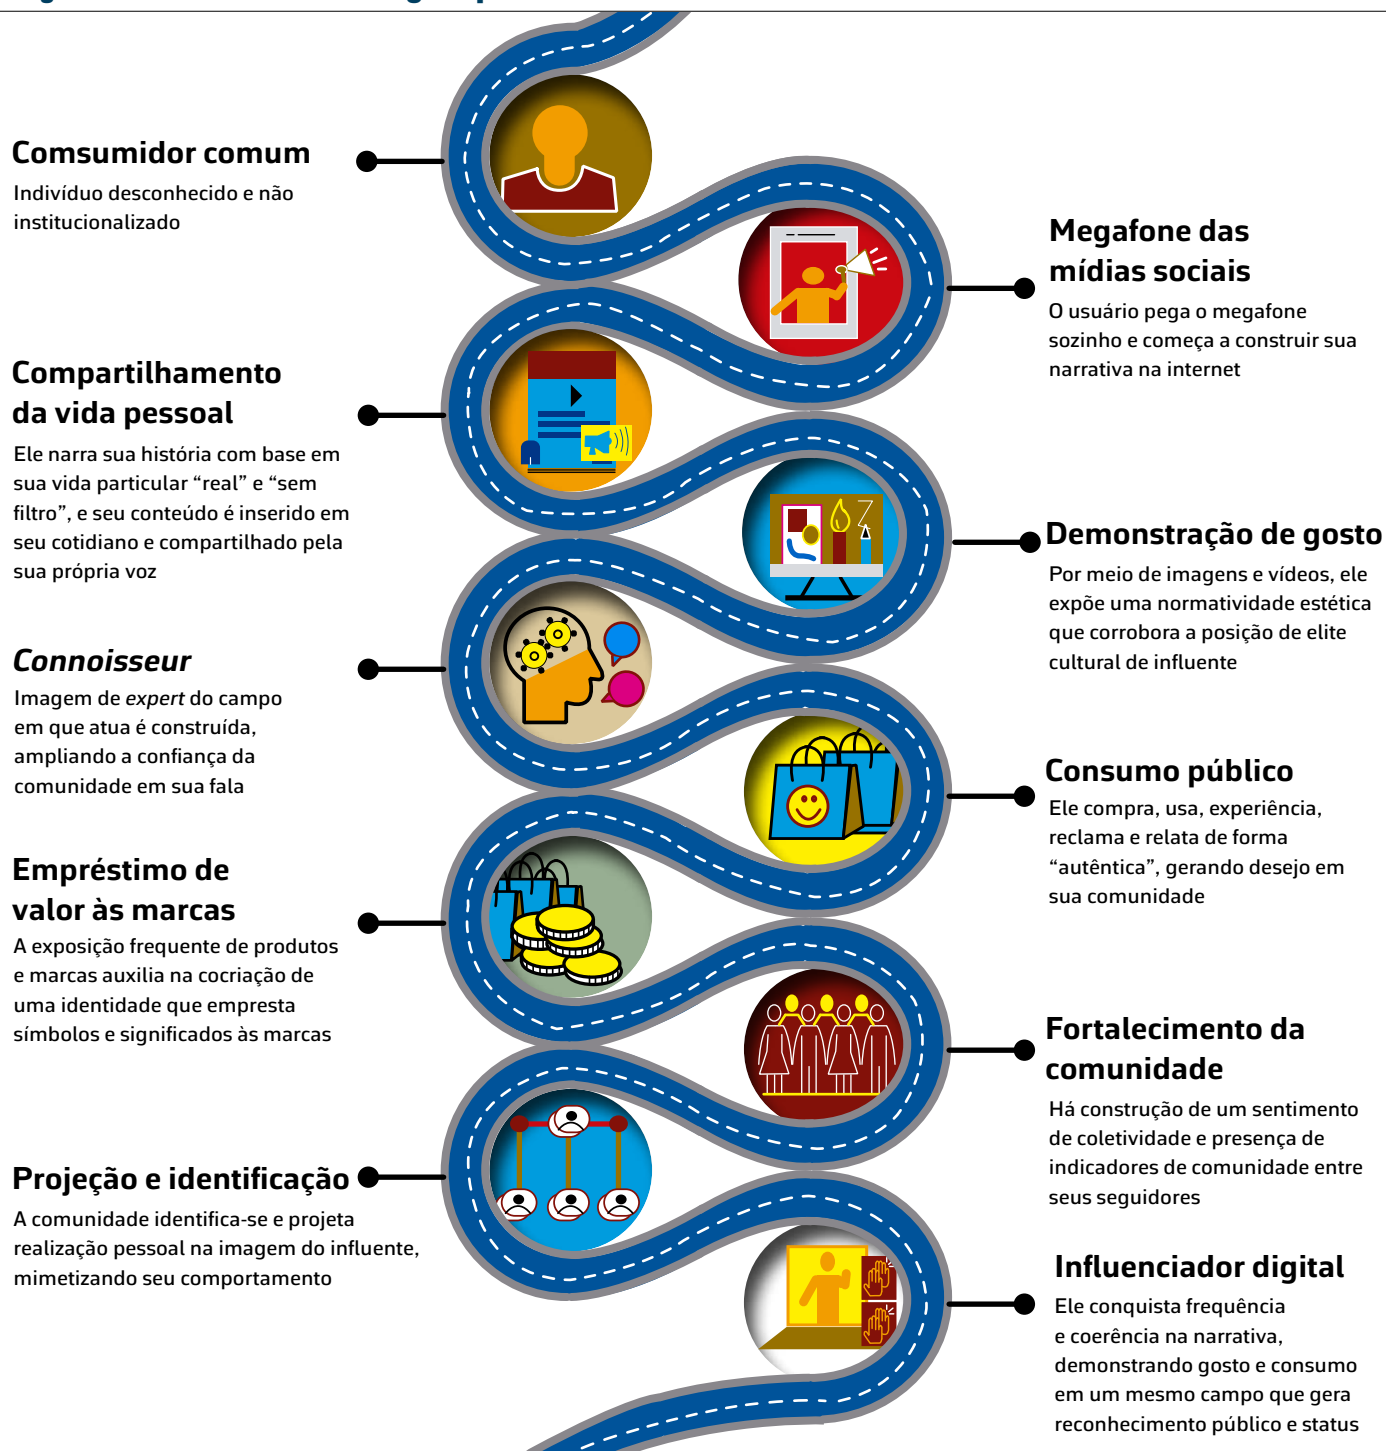 Comsumidor comum
Indivíduo desconhecido e não
institucionalizado
Megafone das
mídias sociais
O usuário pega o megafone
sozinho e começa a construir sua
narrativa na internet
Compartilhamento
da vida pessoal
Ele narra sua história com base em
sua vida particular “real” e “sem
filtro”, e seu conteúdo é inserido em
seu cotidiano e compartilhado pela
sua própria voz
Demonstração de gosto
Por meio de imagens e vídeos, ele
expõe uma normatividade estética
que corrobora a posição de elite
cultural de influente
Connoisseur
Imagem de expert do campo
em que atua é construída,
ampliando a confiança da
comunidade em sua fala
Consumo público
Ele compra, usa, experiência,
reclama e relata de forma
“autêntica”, gerando desejo em
sua comunidade
Empréstimo de
valor às marcas
A exposição frequente de produtos
e marcas auxilia na cocriação de
uma identidade que empresta
símbolos e significados às marcas
Fortalecimento da
comunidade
Há construção de um sentimento
de coletividade e presença de
indicadores de comunidade entre
seus seguidores
Projeção e identificação
A comunidade identifica-se e projeta
realização pessoal na imagem do influente,
mimetizando seu comportamento
Influenciador digital
Ele conquista frequência
e coerência na narrativa,
demonstrando gosto e consumo
em um mesmo campo que gera
reconhecimento público e status